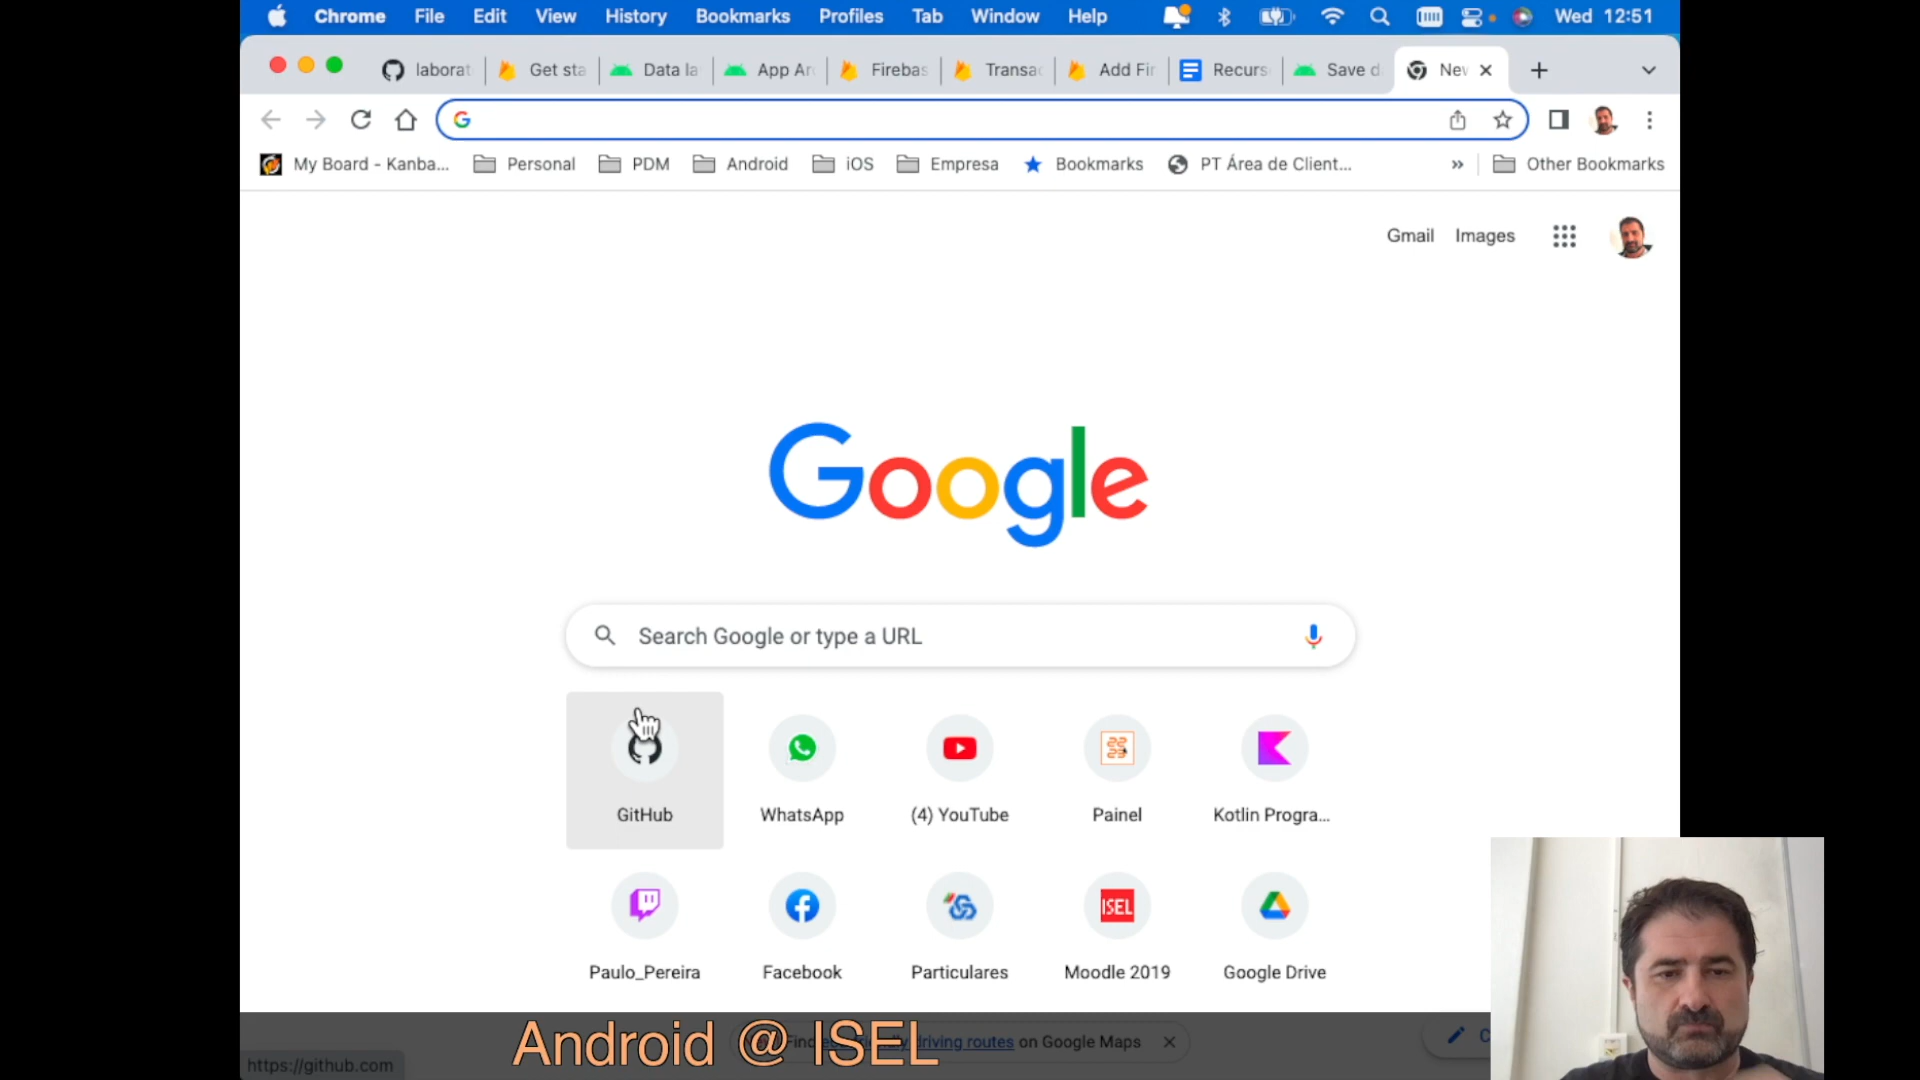 Chrome File Edit View History Bookmarks Profiles Tab Window Help Wed 12:51
laborat Get sta Data la App Arc Firebas Transac Add Fir Recurs Save d Nev
My Board - Kanba... Personal PDM Android iOS Empresa Bookmarks PT Área de Client... » Other Bookmarks
Gmail Images
Google
Search Google or type a URL
GitHub WhatsApp (4) YouTube Painel Kotlin Progra...
ISEL
Paulo_Pereira Facebook Particulares Moodle 2019 Google Drive
Android @ ISEL
driving routes on Google Maps
https://github.com